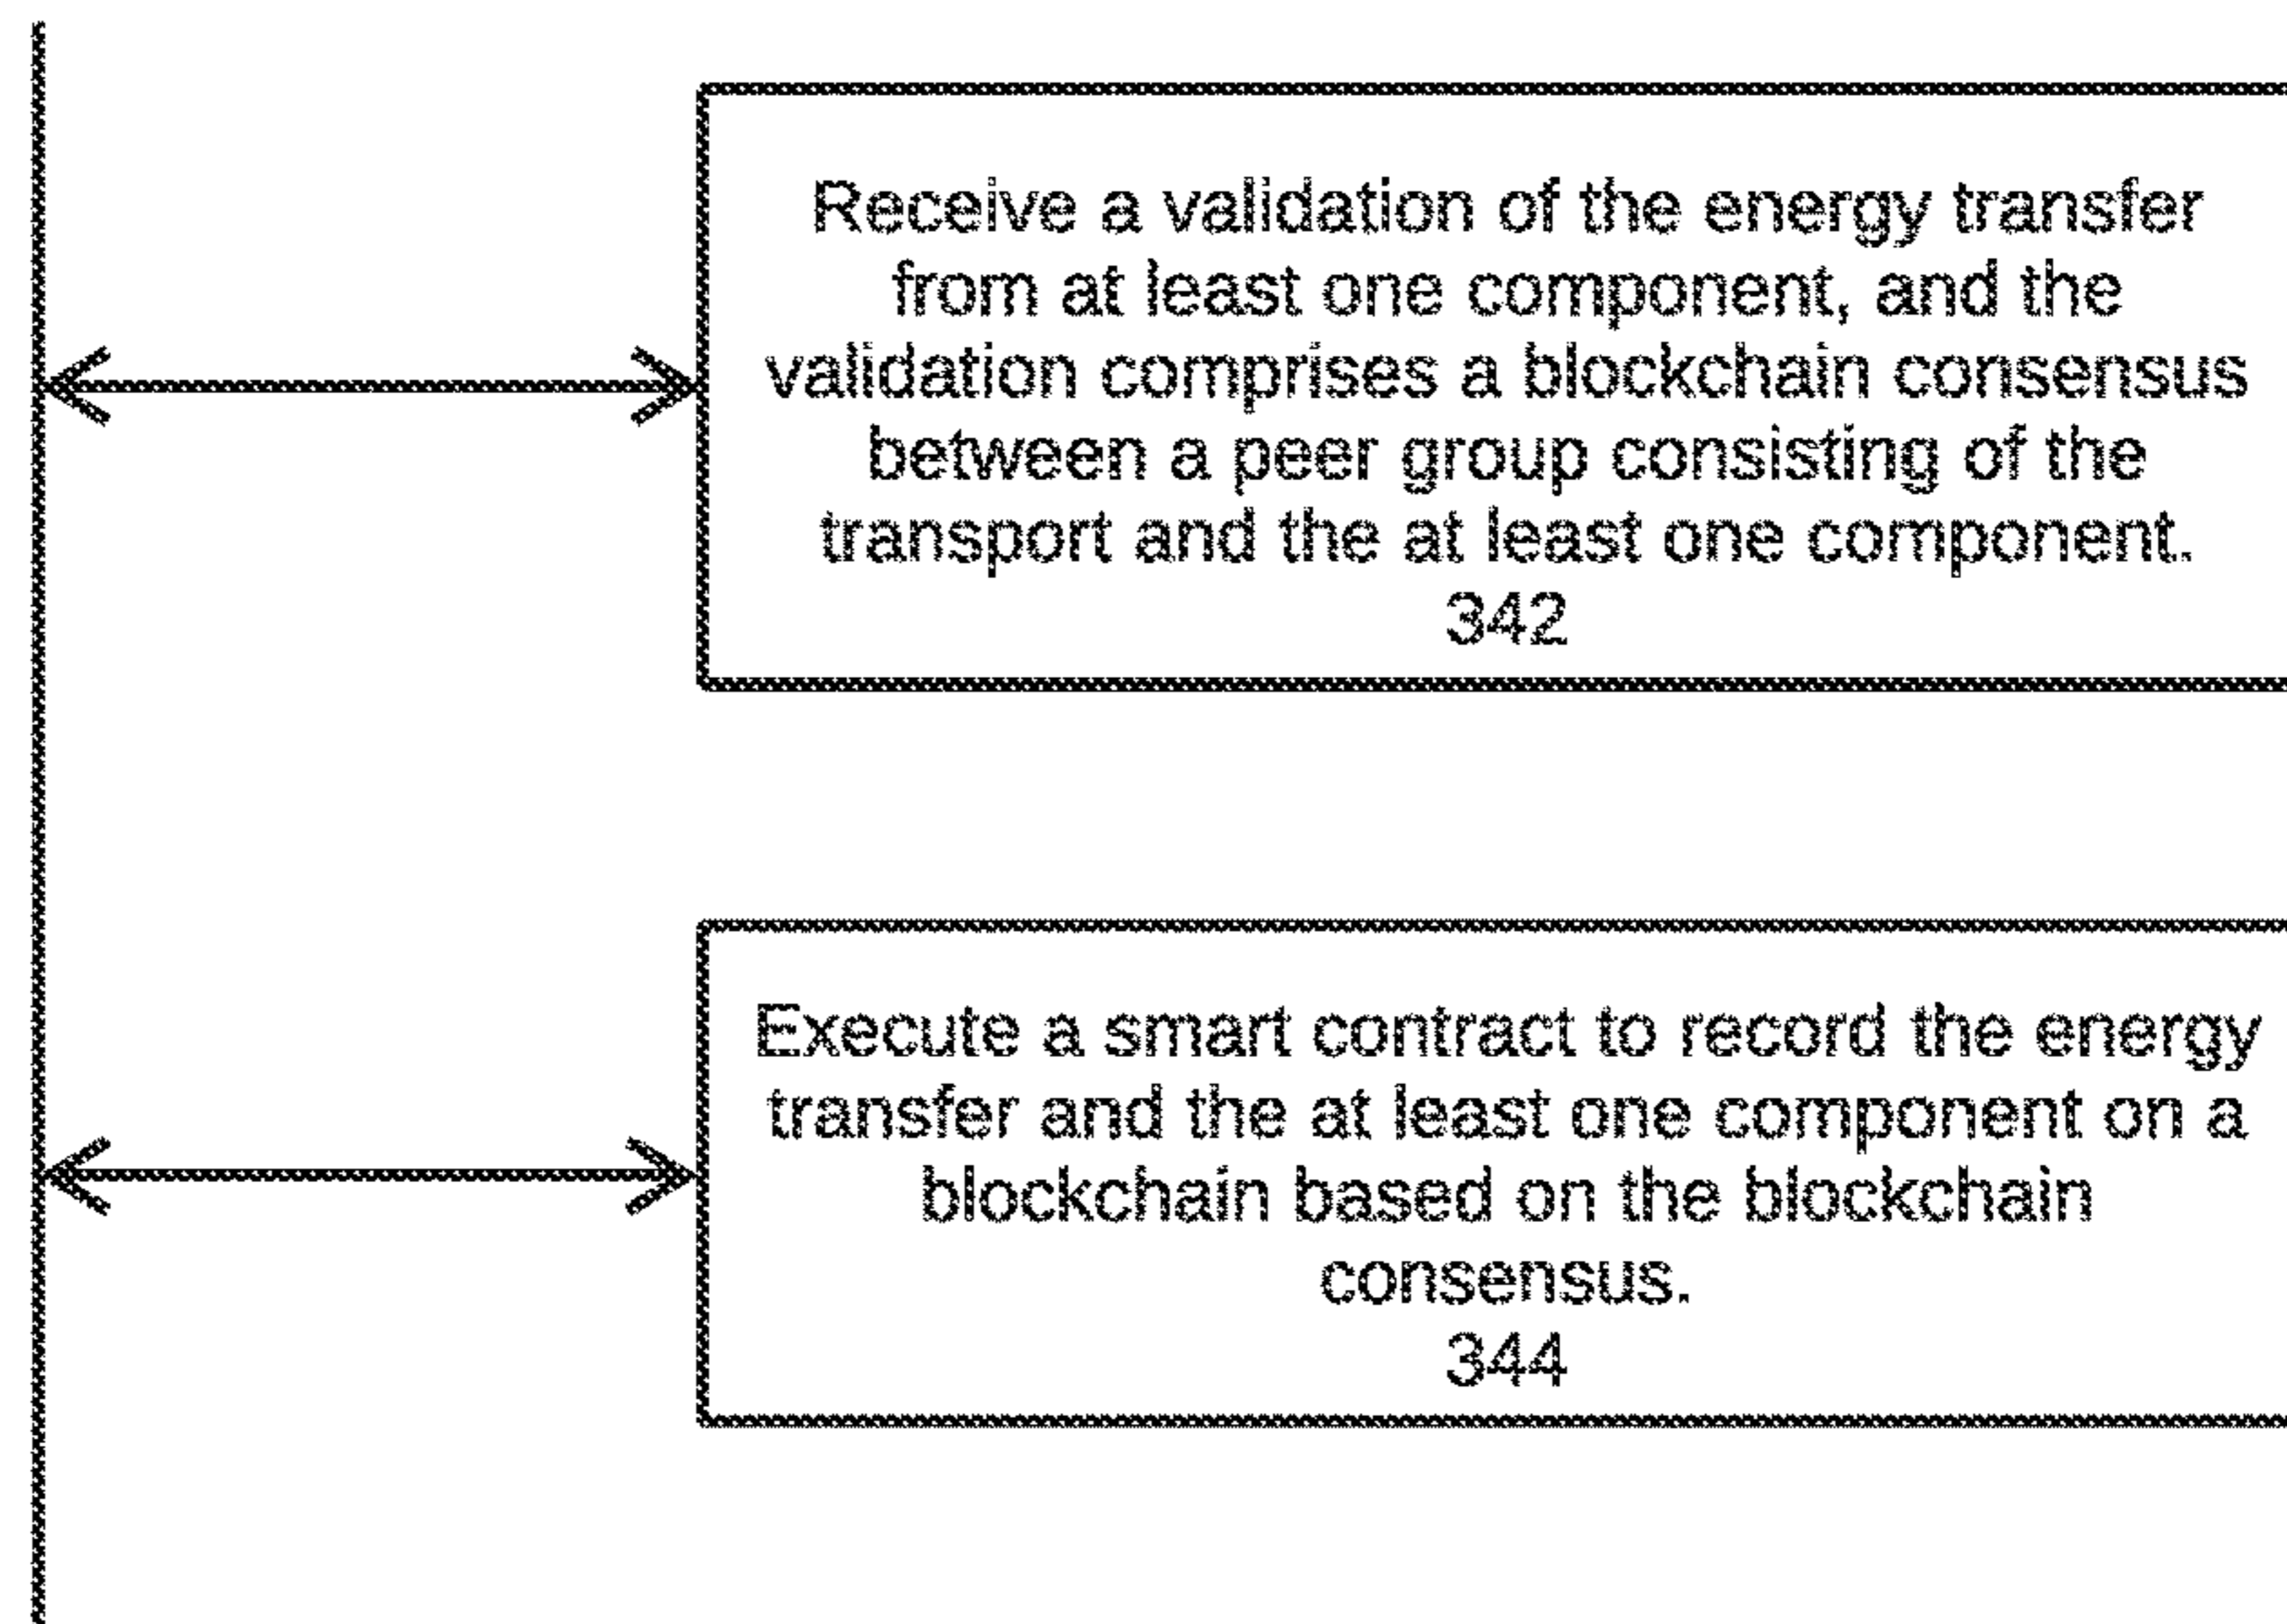 Receive a validation of the energy transfer
from at least one component, and the
validation comprises a blockchain consensus
between a peer group consisting of the
transport and the at least one component.
342
Execute a smart contract to record the energy
transfer and the at least one component on a
blockchain based on the blockchain
consensus.
344